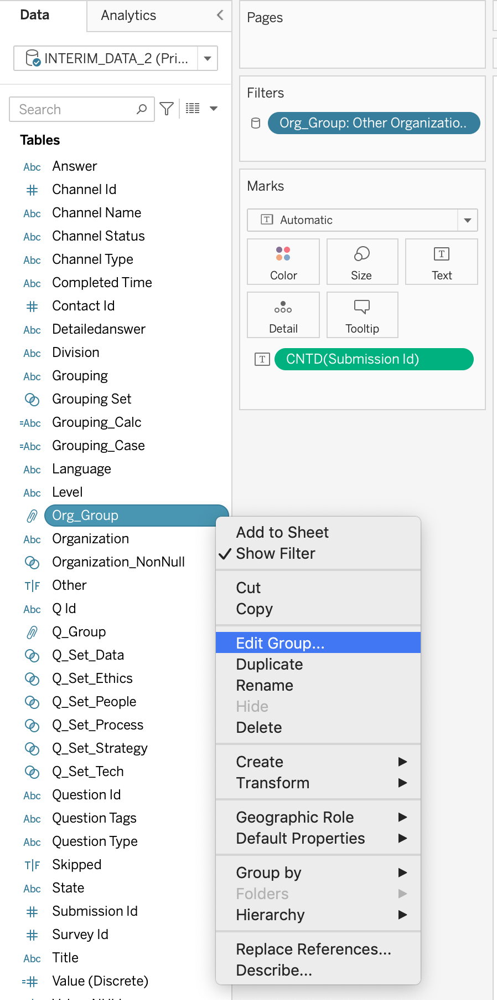 Data
Analytics
INTERIM_DATA_2 (Pri...
Search
Tables
Abc Answer
Channel Id
Abc Channel Name
Abc Channel Status
Abc Channel Type
Abc Completed Time
Contact Id
Abc Detailedanswer
Abc Division
Abc Grouping
Grouping Set
=Abc Grouping_Calc
=Abc Grouping_Case
Abc Language
Abc Level
Org_Group
Abc Organization
Organization_NonNull
T|F Other
Abc Q Id
Q_Group
Q_Set_Data
Q_Set_Ethics
Q_Set_People
Q_Set_Process
Q_Set_Strategy
Q_Set_Tech
Abc Question Id
Abc Question Tags
Abc Question Type
T|F Skipped
Abc State
Submission Id
Survey Id
Abc Title
=# Value (Discrete)
Pages
Filters
Org_Group: Other Organizatio..
Marks
T Automatic
Color
Size
T Text
Detail
Tooltip
T CNTD(Submission Id)
Add to Sheet
✓ Show Filter
Cut
Copy
Edit Group...
Duplicate
Rename
Hide
Delete
Create
Transform
Geographic Role
Default Properties
Group by
Folders
Hierarchy
Replace References...
Describe...